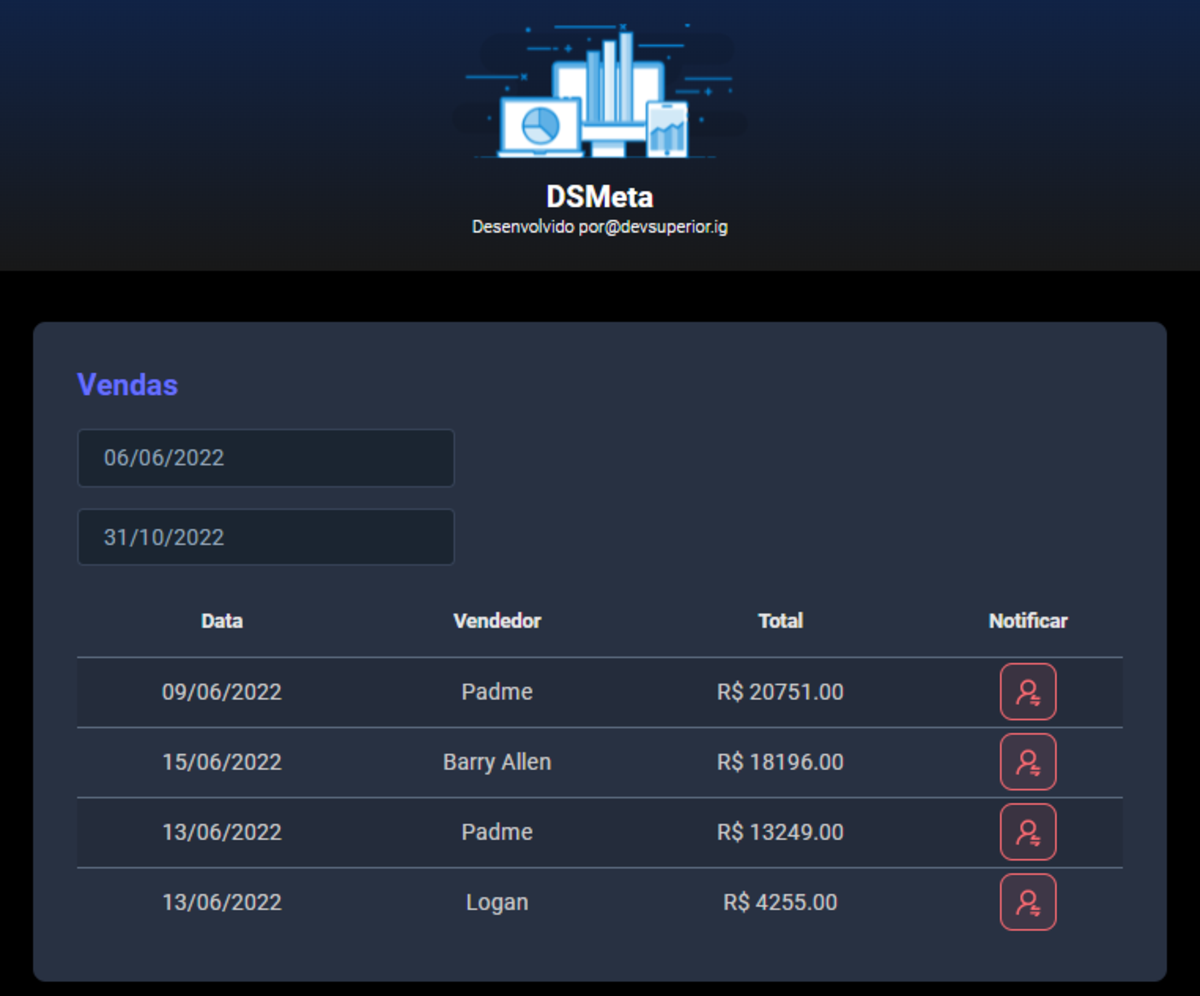 DSMeta
Desenvolvido por@devsuperior.ig
Vendas
06/06/2022
31/10/2022
Data Vendedor Total Notificar
09/06/2022 Padme R$ 20751.00
15/06/2022 Barry Allen R$ 18196.00
13/06/2022 Padme R$ 13249.00
13/06/2022 Logan R$ 4255.00